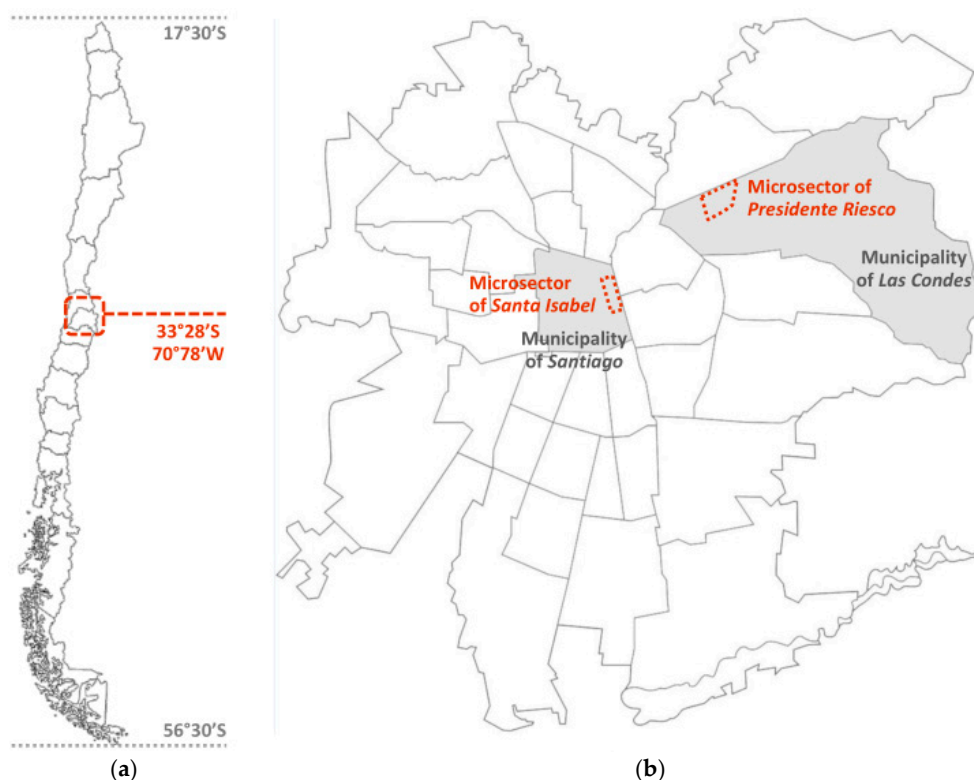 17°30'S
33°28'S
70°78'W
56°30'S
(a)
Microsector of
Presidente Riesco
Municipality
of Las Condes
Microsector
of Santa Isabel
Municipality
of Santiago
(b)